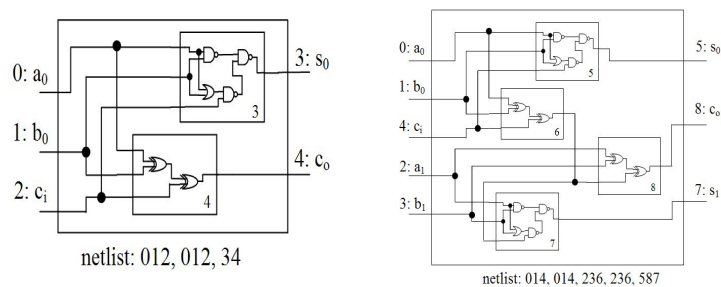 0: a₀
1: b₀
2: cᵢ
3
4
3: s₀
4: cₒ
netlist: 012, 012, 34
0: a₀
1: b₀
4: cᵢ
2: a₁
3: b₁
5
6
8
7
5: s₀
8: cₒ
7: s₁
netlist: 014, 014, 236, 236, 587